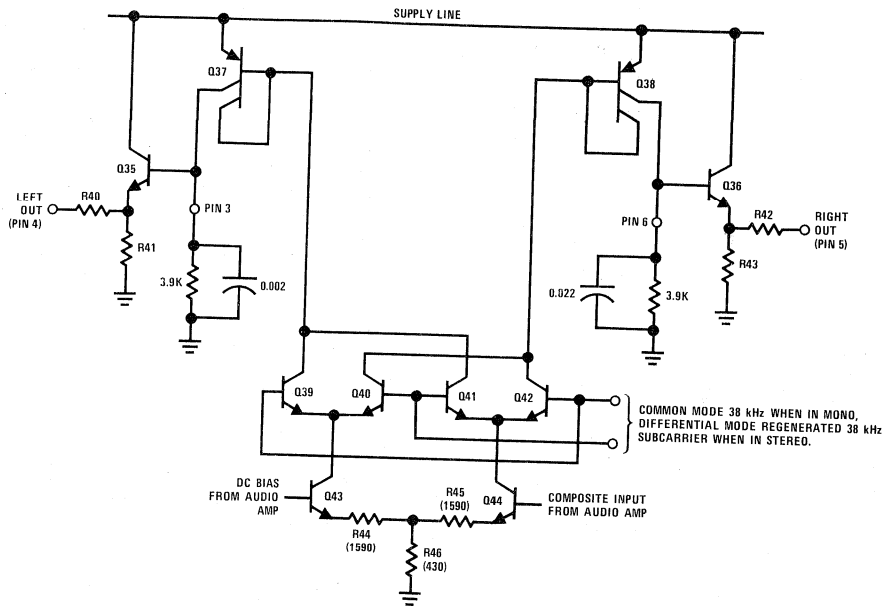 SUPPLY LINE
Q37
Q38
Q35
Q36
LEFT
OUT
(PIN 4)
R40
PIN 3
PIN 6
R42
RIGHT
OUT
(PIN 5)
R41
R43
3.9K
0.002
0.022
3.9K
Q39
Q40
Q41
Q42
COMMON MODE 38 kHz WHEN IN MONO,
DIFFERENTIAL MODE REGENERATED 38 kHz
SUBCARRIER WHEN IN STEREO.
DC BIAS
FROM AUDIO
AMP
Q43
R45
(1590)
Q44
COMPOSITE INPUT
FROM AUDIO AMP
R44
(1590)
R46
(430)